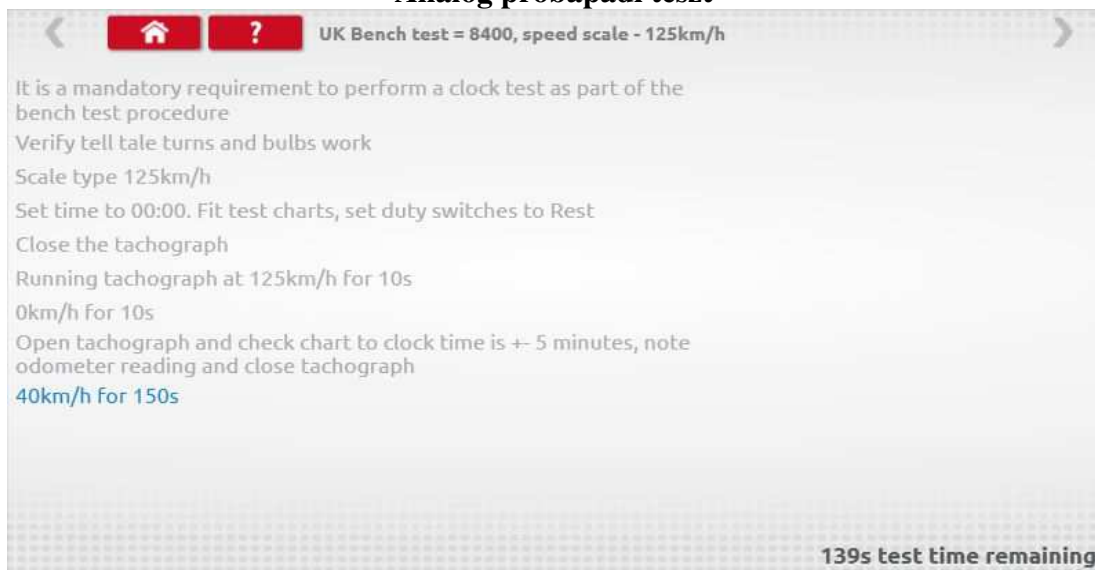 Analóg próbapadi teszt
? UK Bench test = 8400, speed scale - 125km/h
It is a mandatory requirement to perform a clock test as part of the
bench test procedure
Verify tell tale turns and bulbs work
Scale type 125km/h
Set time to 00:00. Fit test charts, set duty switches to Rest
Close the tachograph
Running tachograph at 125km/h for 10s
0km/h for 10s
Open tachograph and check chart to clock time is +- 5 minutes, note
odometer reading and close tachograph
40km/h for 150s
139s test time remaining